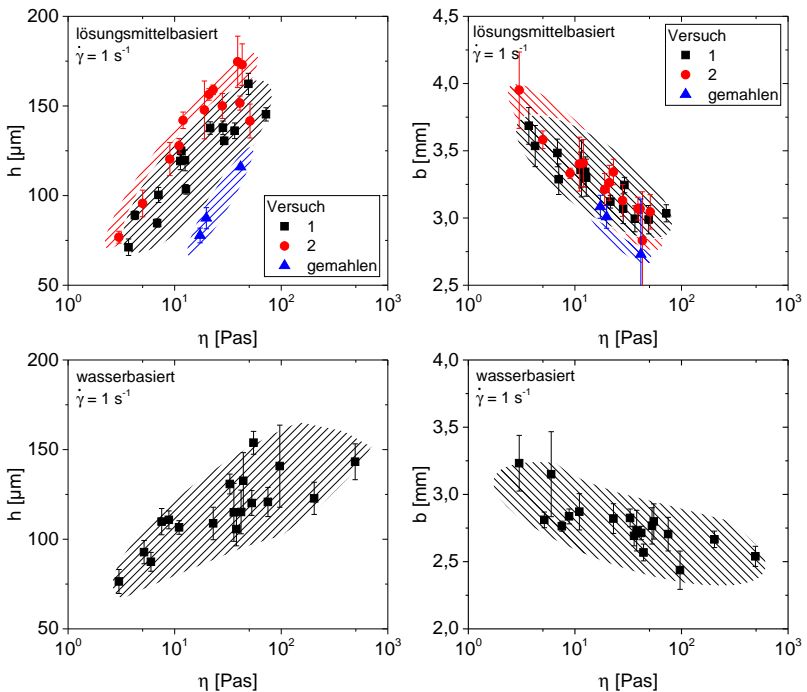 200
150
100
50
h [µm]
10⁰
10¹
10²
10³
η [Pas]
lösungsmittelbasiert
γ̇ = 1 s⁻¹
Versuch
1
2
gemahlen
4,5
4,0
3,5
3,0
2,5
b [mm]
10⁰
10¹
10²
10³
η [Pas]
lösungsmittelbasiert
γ̇ = 1 s⁻¹
Versuch
1
2
gemahlen
200
150
100
50
h [µm]
10⁰
10¹
10²
10³
η [Pas]
wasserbasiert
γ̇ = 1 s⁻¹
4,0
3,5
3,0
2,5
2,0
b [mm]
10⁰
10¹
10²
10³
η [Pas]
wasserbasiert
γ̇ = 1 s⁻¹